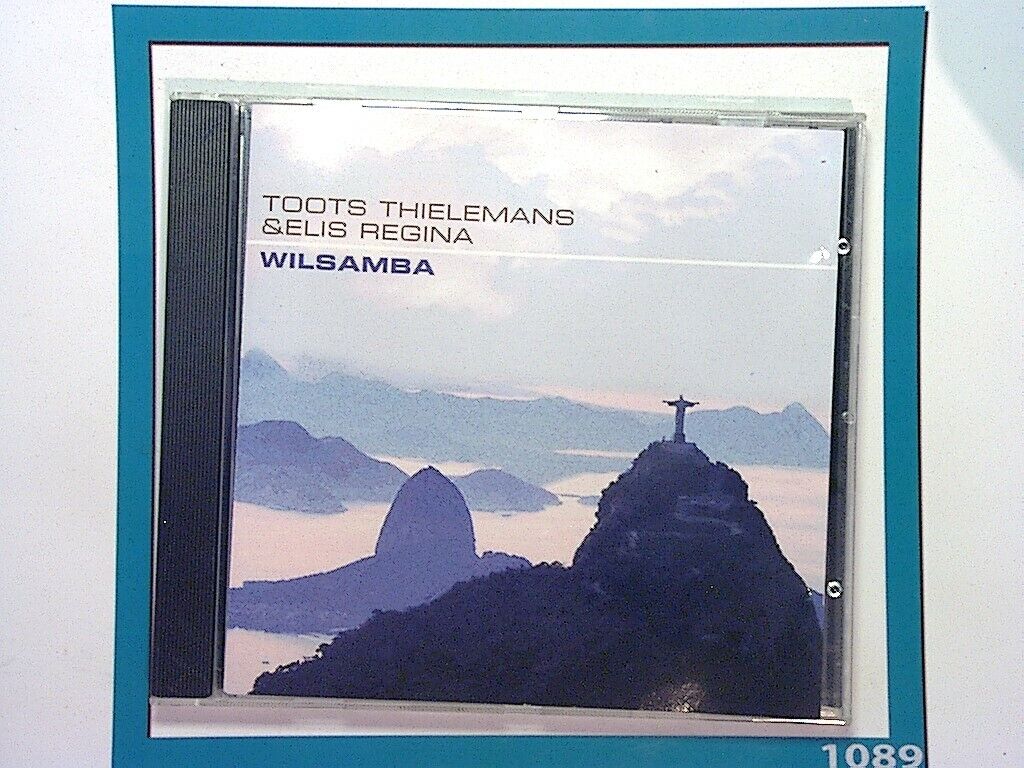 TOOTS THIELEMANS
&ELIS REGINA
WILSAMBA
1089